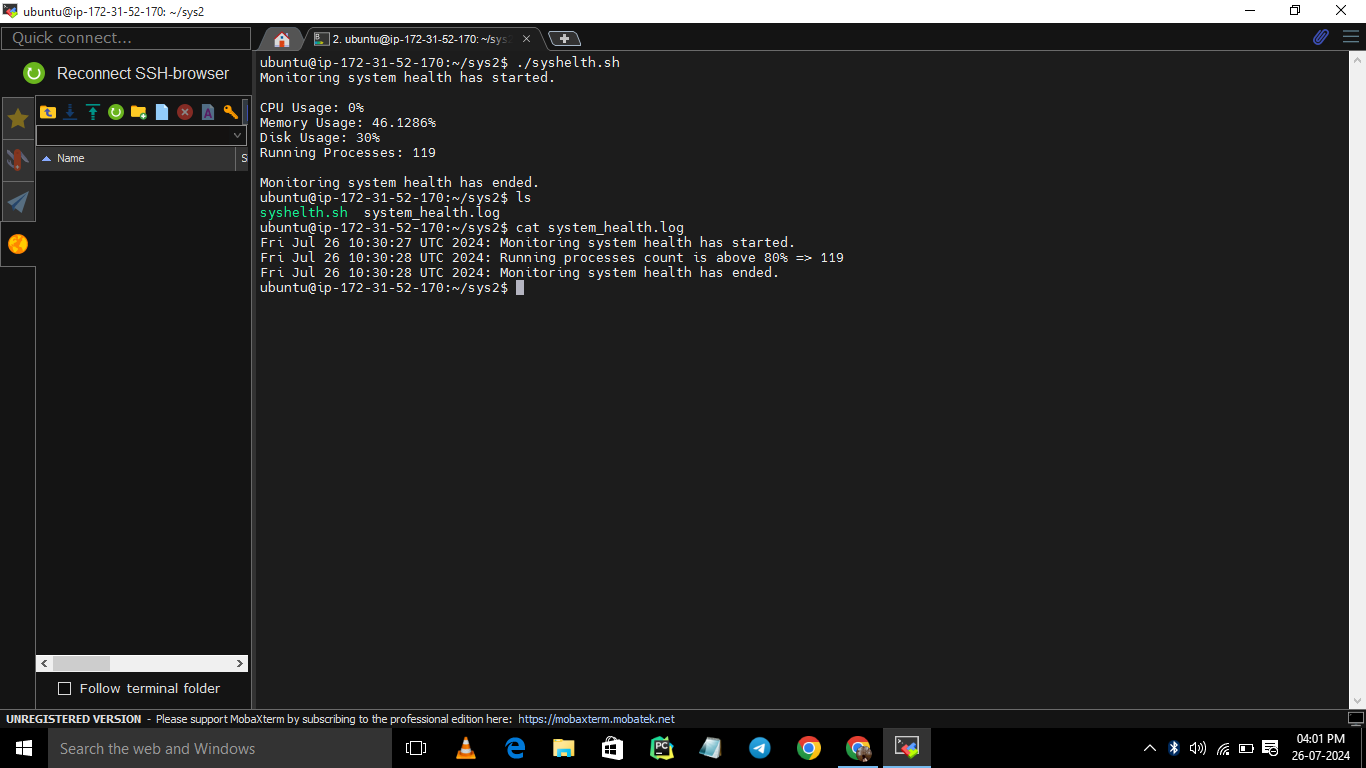 ubuntu@ip-172-31-52-170: ~/sys2
Quick connect...
2. ubuntu@ip-172-31-52-170: ~/sys
Reconnect SSH-browser
Name
S
ubuntu@ip-172-31-52-170:~/sys2$ ./syshelth.sh
Monitoring system health has started.
CPU Usage: 0%
Memory Usage: 46.1286%
Disk Usage: 30%
Running Processes: 119
Monitoring system health has ended.
ubuntu@ip-172-31-52-170:~/sys2$ ls
syshelth.sh  system_health.log
ubuntu@ip-172-31-52-170:~/sys2$ cat system_health.log
Fri Jul 26 10:30:27 UTC 2024: Monitoring system health has started.
Fri Jul 26 10:30:28 UTC 2024: Running processes count is above 80% => 119
Fri Jul 26 10:30:28 UTC 2024: Monitoring system health has ended.
ubuntu@ip-172-31-52-170:~/sys2$
Follow terminal folder
UNREGISTERED VERSION - Please support MobaXterm by subscribing to the professional edition here: https://mobaxterm.mobatek.net
Search the web and Windows
PC
04:01 PM
26-07-2024